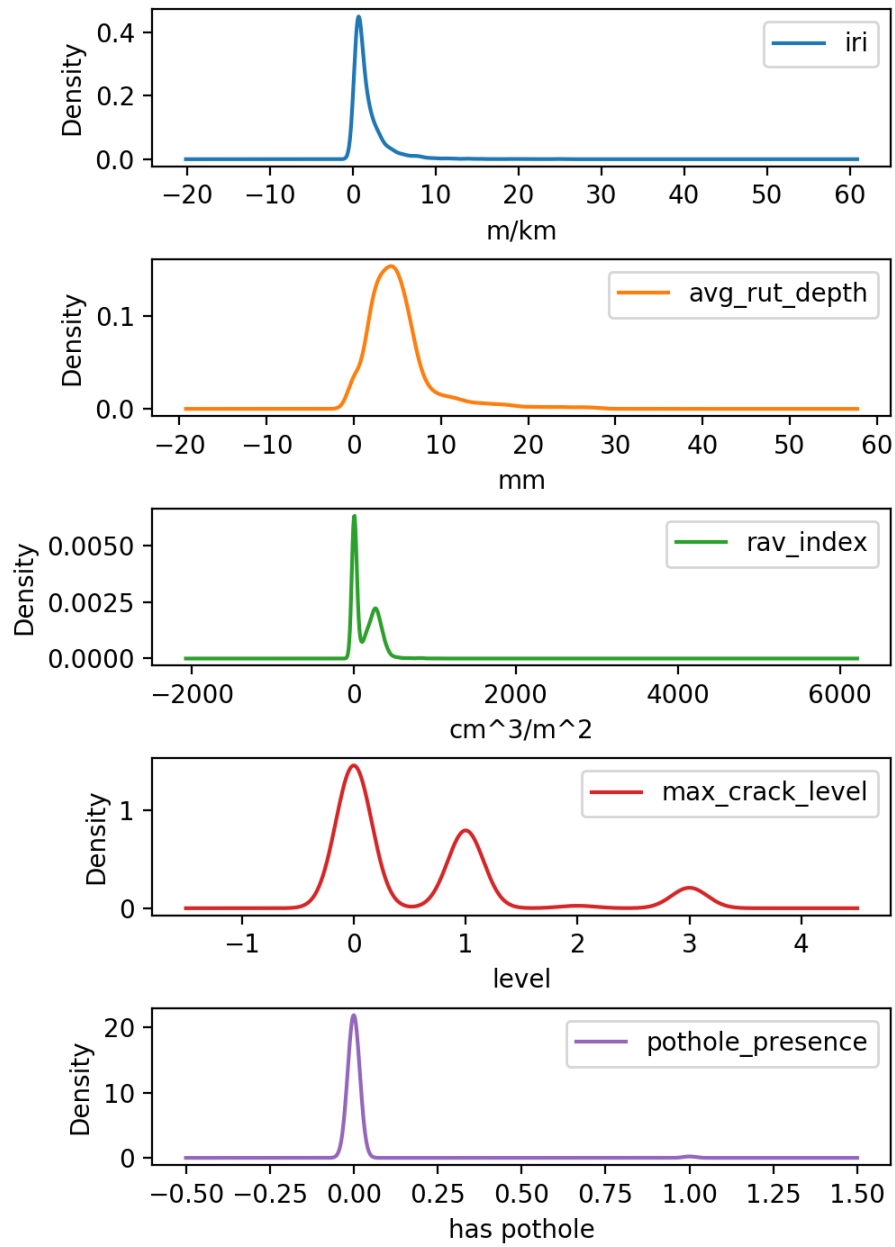 Density
0.4
0.2
0.0
iri
−20 −10 0 10 20 30 40 50 60
m/km
Density
0.1
0.0
avg_rut_depth
−20 −10 0 10 20 30 40 50 60
mm
Density
0.0050
0.0025
0.0000
rav_index
−2000 0 2000 4000 6000
cm^3/m^2
Density
1
0
max_crack_level
−1 0 1 2 3 4
level
Density
20
10
0
pothole_presence
−0.50 −0.25 0.00 0.25 0.50 0.75 1.00 1.25 1.50
has pothole